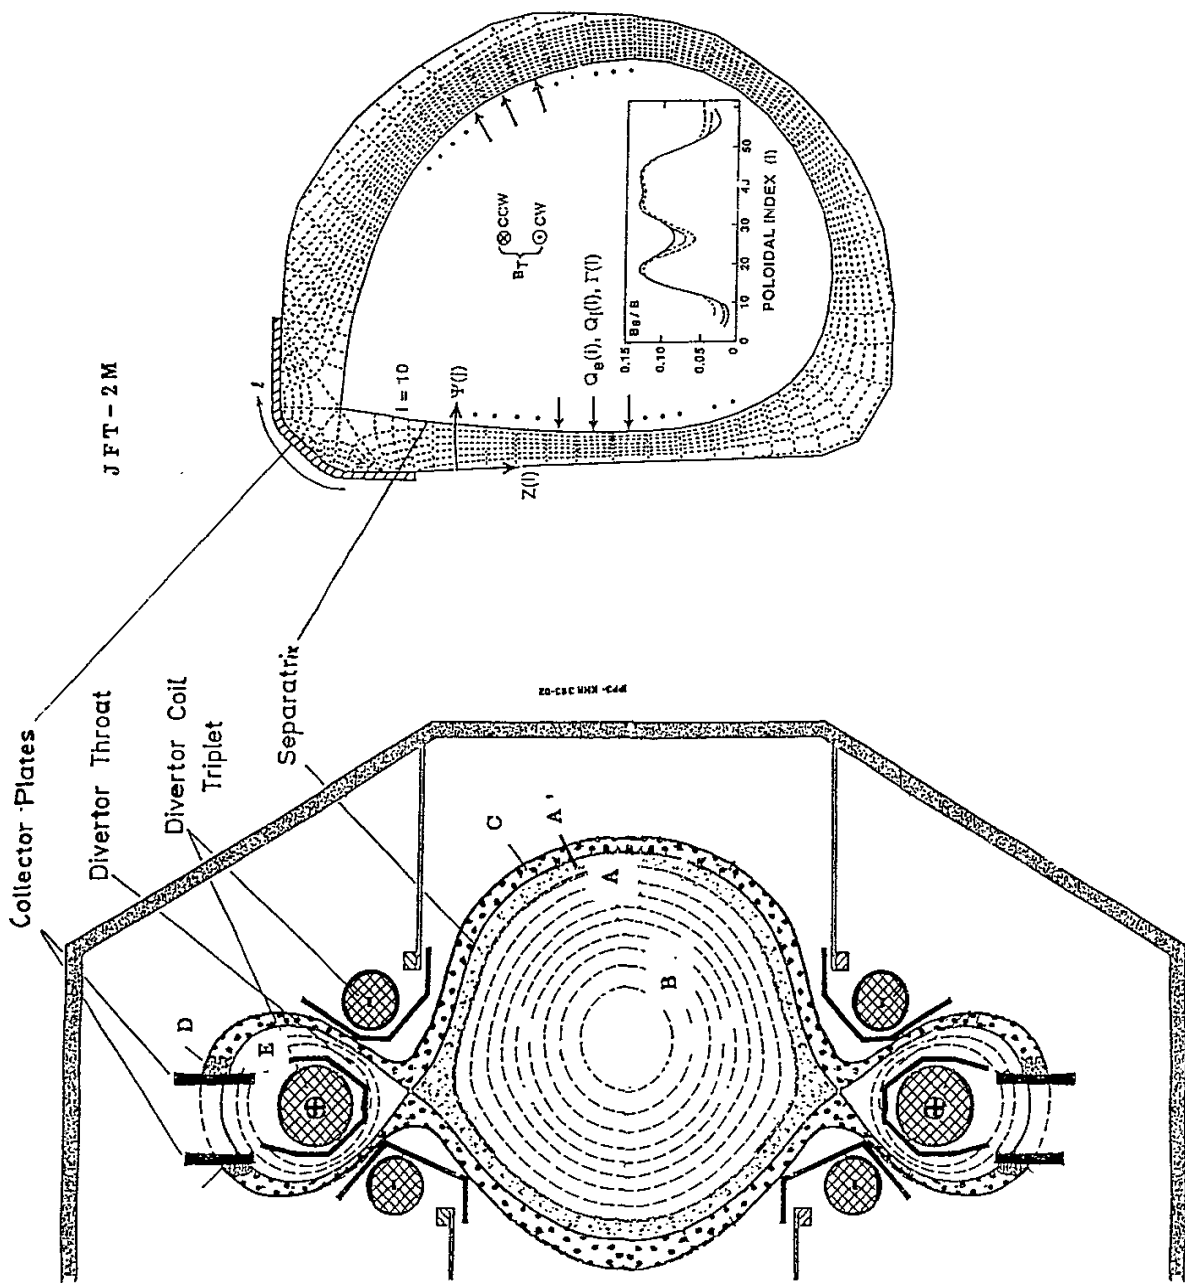 JFT-2M
l
I = 10
Ψ(I)
Z(I)
BT
⊗CCW
⊙CW
Qe(I), Qi(I), Γ(I)
Bθ/B
0.15
0.10
0.05
0
0
10
20
30
50
POLOIDAL INDEX (I)
Collector Plates
Divertor Throat
Divertor Coil
Triplet
Separatrix
C
A'
A
B
D
E